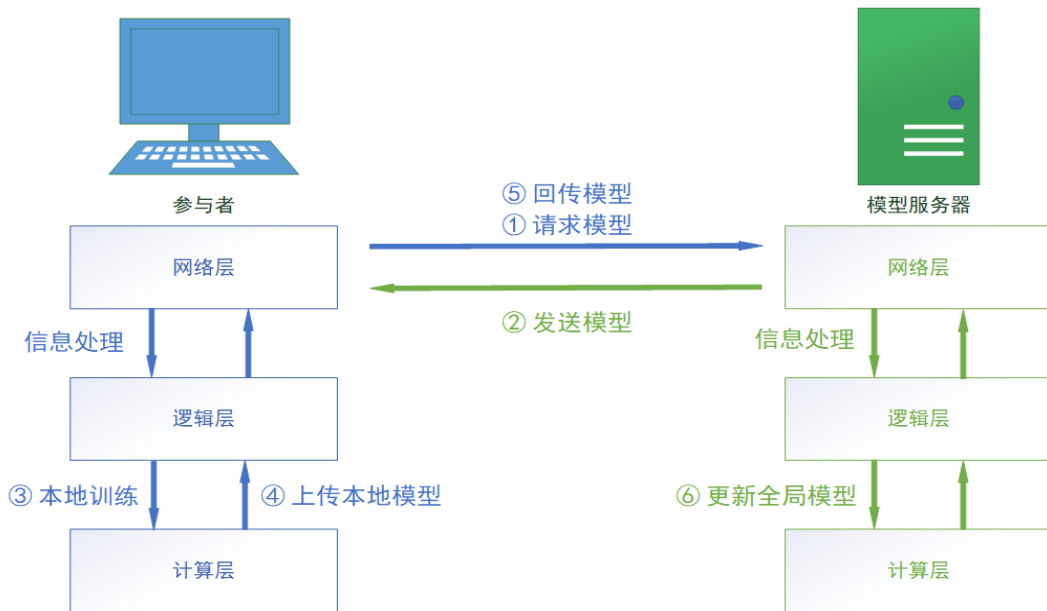 参与者
模型服务器
⑤ 回传模型
① 请求模型
② 发送模型
网络层
网络层
信息处理
信息处理
逻辑层
逻辑层
③ 本地训练
④ 上传本地模型
⑥ 更新全局模型
计算层
计算层